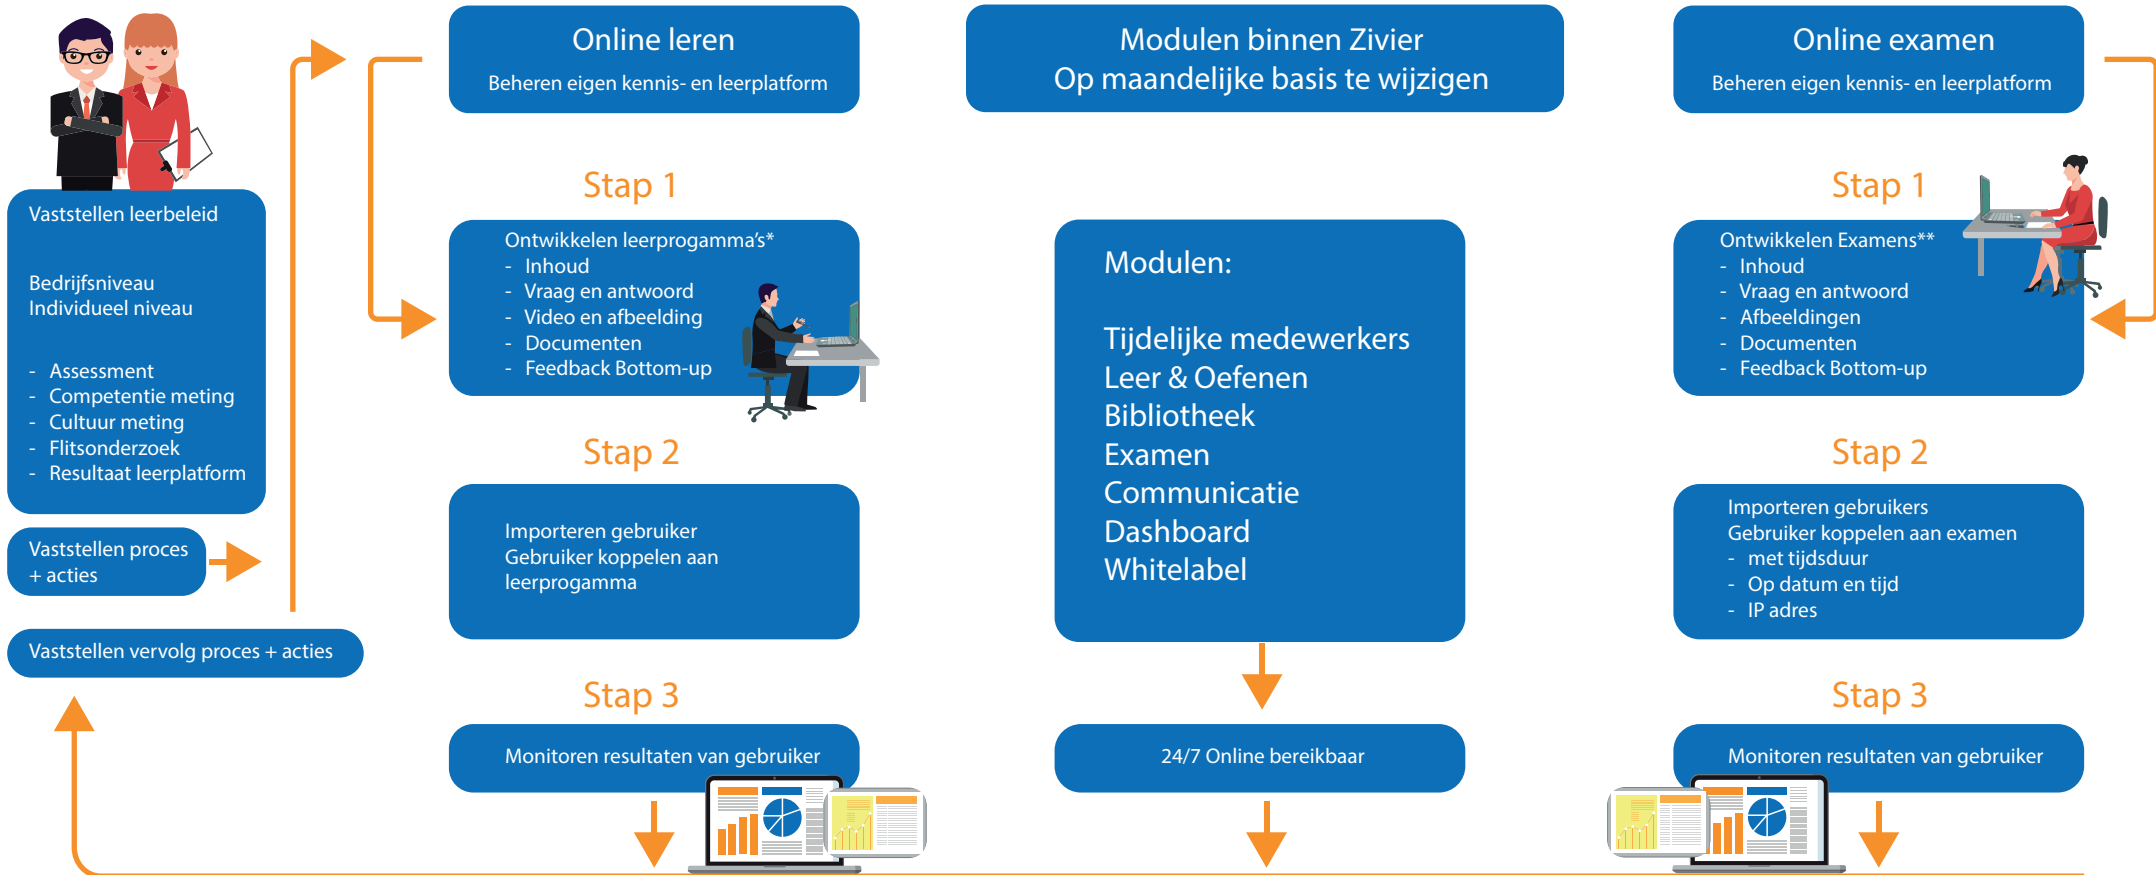 Vaststellen leerbeleid
Bedrijfsniveau
Individueel niveau
- Assessment
- Competentie meting
- Cultuur meting
- Flitsonderzoek
- Resultaat leerplatform
Vaststellen proces
+ acties
Vaststellen vervolg proces + acties
Online leren
Beheren eigen kennis- en leerplatform
Stap 1
Ontwikkelen leerprogamma's*
- Inhoud
- Vraag en antwoord
- Video en afbeelding
- Documenten
- Feedback Bottom-up
Stap 2
Importeren gebruiker
Gebruiker koppelen aan
leerprogamma
Stap 3
Monitoren resultaten van gebruiker
Modulen binnen Zivier
Op maandelijke basis te wijzigen
Modulen:
Tijdelijke medewerkers
Leer & Oefenen
Bibliotheek
Examen
Communicatie
Dashboard
Whitelabel
24/7 Online bereikbaar
Online examen
Beheren eigen kennis- en leerplatform
Stap 1
Ontwikkelen Examens**
- Inhoud
- Vraag en antwoord
- Afbeeldingen
- Documenten
- Feedback Bottom-up
Stap 2
Importeren gebruikers
Gebruiker koppelen aan examen
- met tijdsduur
- Op datum en tijd
- IP adres
Stap 3
Monitoren resultaten van gebruiker